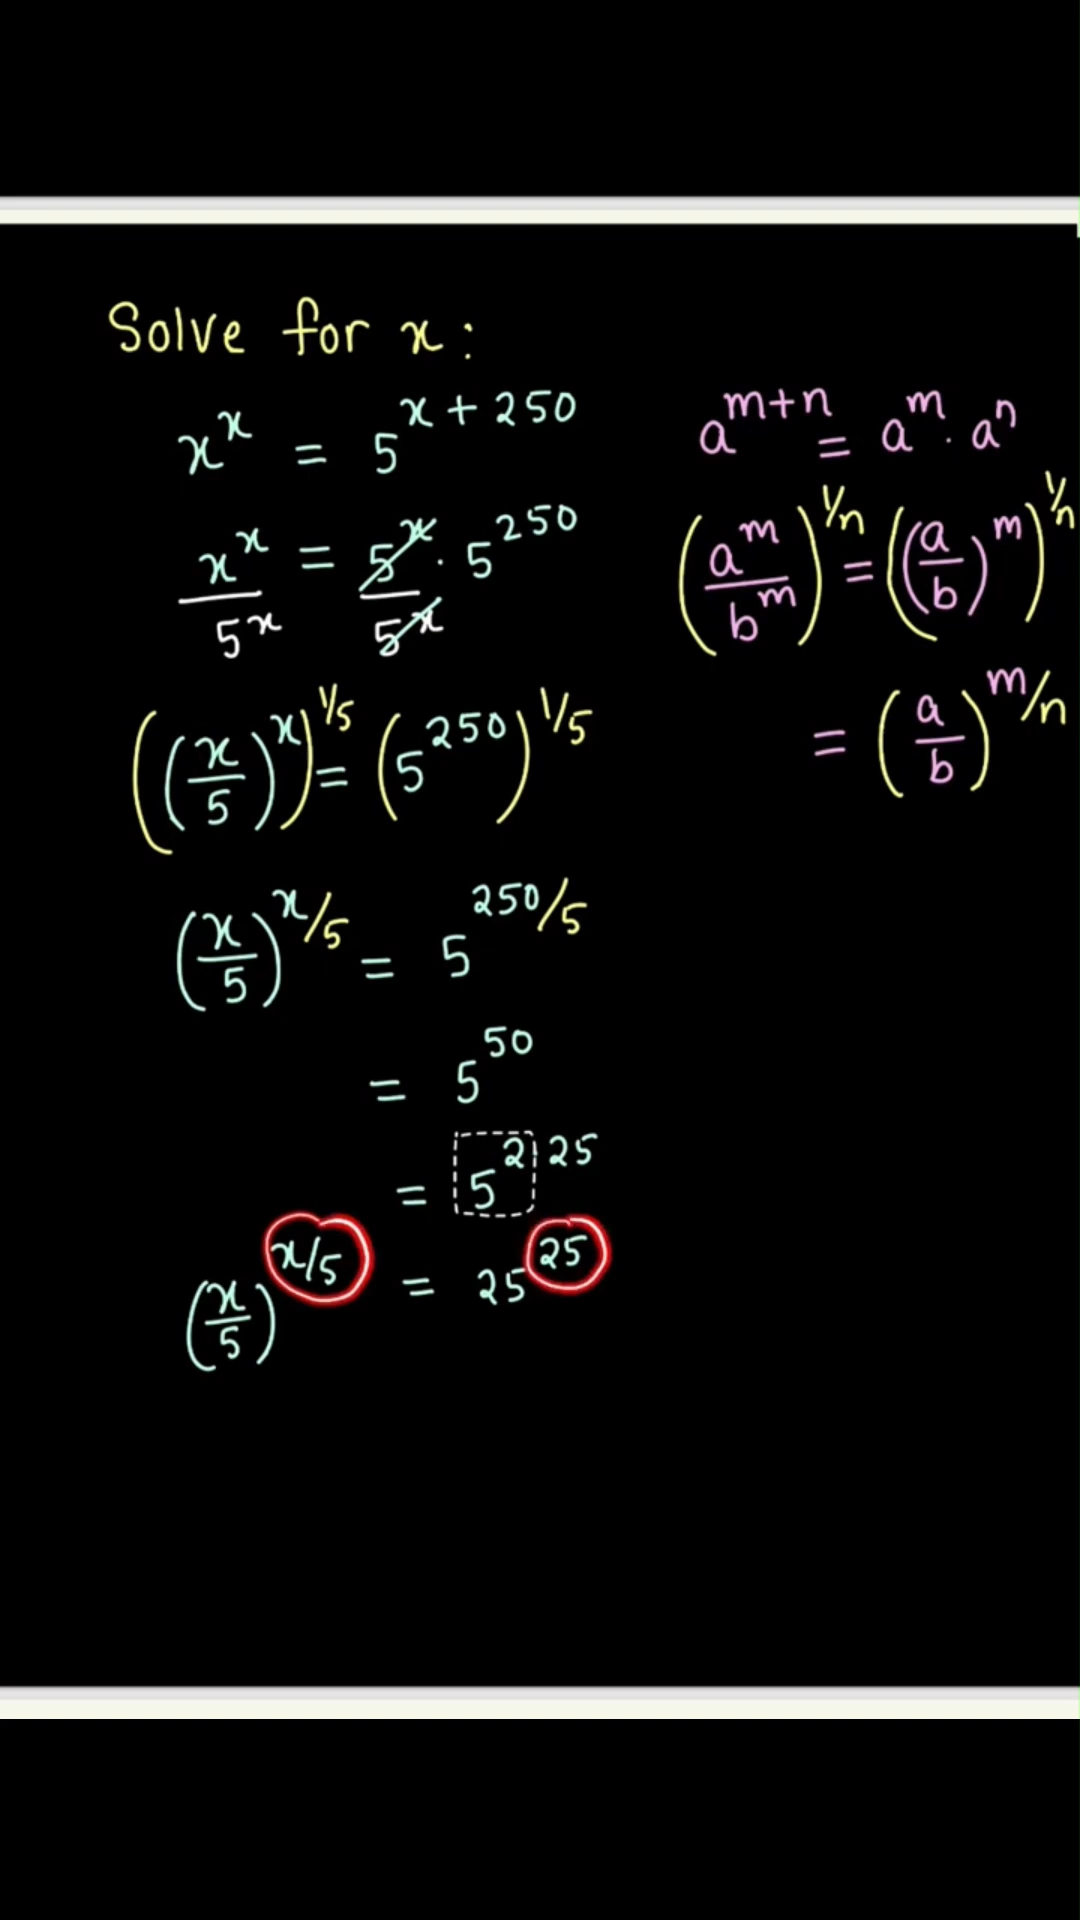 Solve for x:
x^x = 5^(x+250)
a^(m+n) = a^m · a^n
x^x/5^x = 5^x/5^x · 5^250
(a^m/b^m)^(1/n) = ((a/b)^m)^(1/n)
((x/5)^x)^(1/5) = (5^250)^(1/5)
= (a/b)^(m/n)
(x/5)^(x/5) = 5^(250/5)
= 5^50
= 5^2 25
(x/5)^(x/5) = 25^25